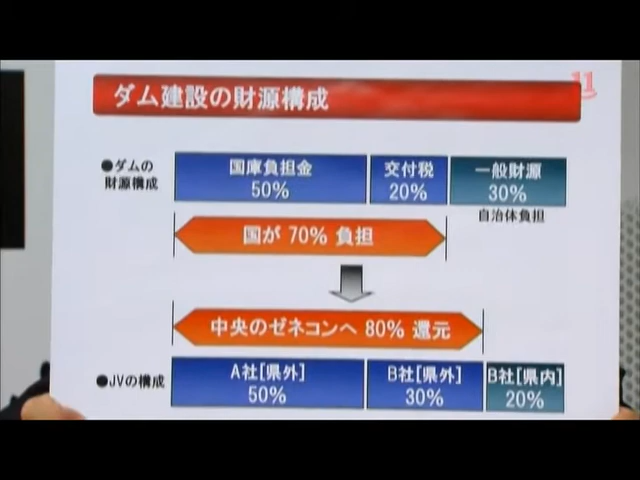 11
ダム建設の財源構成
●ダムの
財源構成
国庫負担金
50%
交付税
20%
一般財源
30%
自治体負担
国が 70% 負担
中央のゼネコンへ 80% 還元
●JVの構成
A社[県外]
50%
B社[県外]
30%
B社[県内]
20%